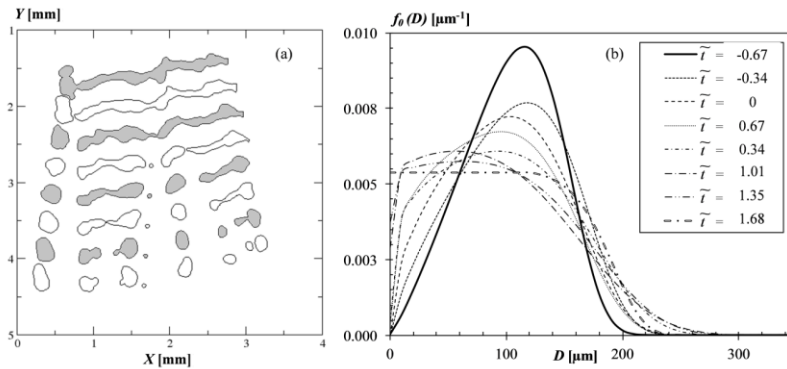 Y [mm]
(a)
1
2
3
4
5
0
1
2
3
4
X [mm]
f₀ (D) [µm⁻¹]
(b)
0.010
0.008
0.005
0.003
0.000
0
100
200
300
D [µm]
t̃ = -0.67
t̃ = -0.34
t̃ = 0
t̃ = 0.67
t̃ = 0.34
t̃ = 1.01
t̃ = 1.35
t̃ = 1.68